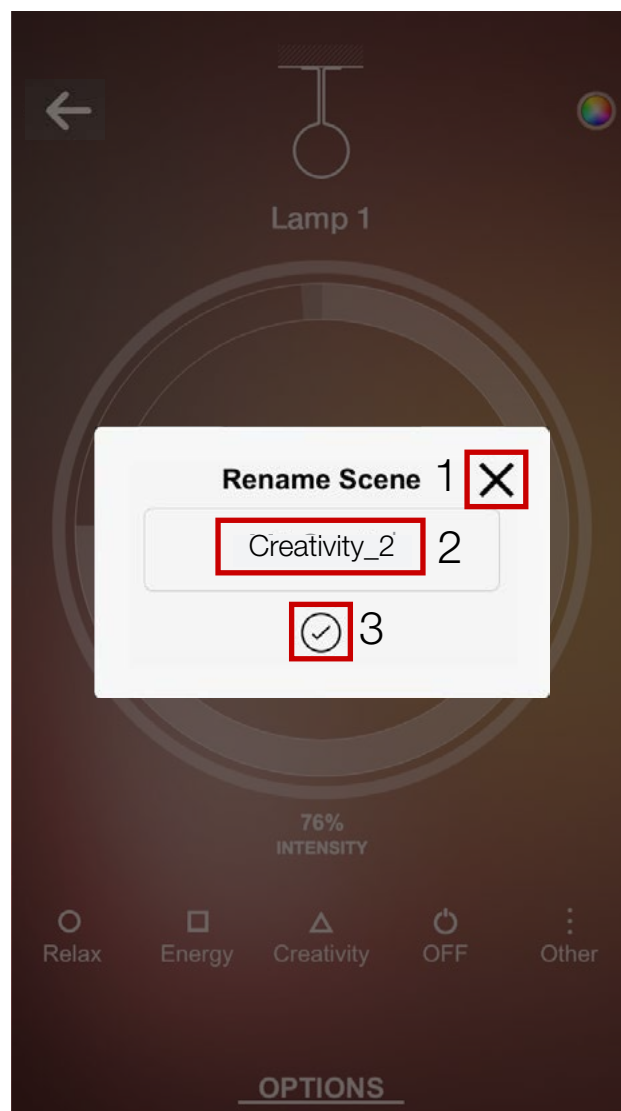 Lamp 1
Rename Scene 1
Creativity_2 2
3
76%
INTENSITY
Relax Energy Creativity OFF Other
OPTIONS